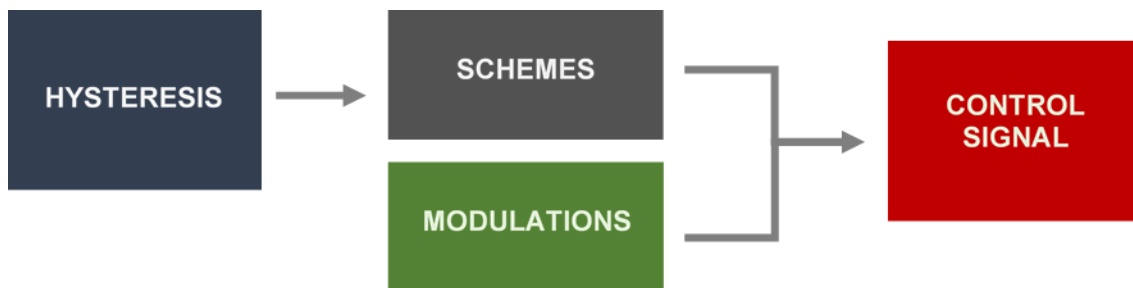 HYSTERESIS
SCHEMES
MODULATIONS
CONTROL
SIGNAL